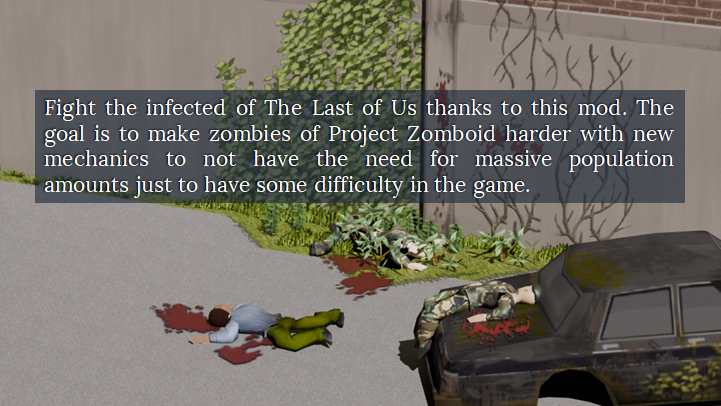 Fight the infected of The Last of Us thanks to this mod. The
goal is to make zombies of Project Zomboid harder with new
mechanics to not have the need for massive population
amounts just to have some difficulty in the game.